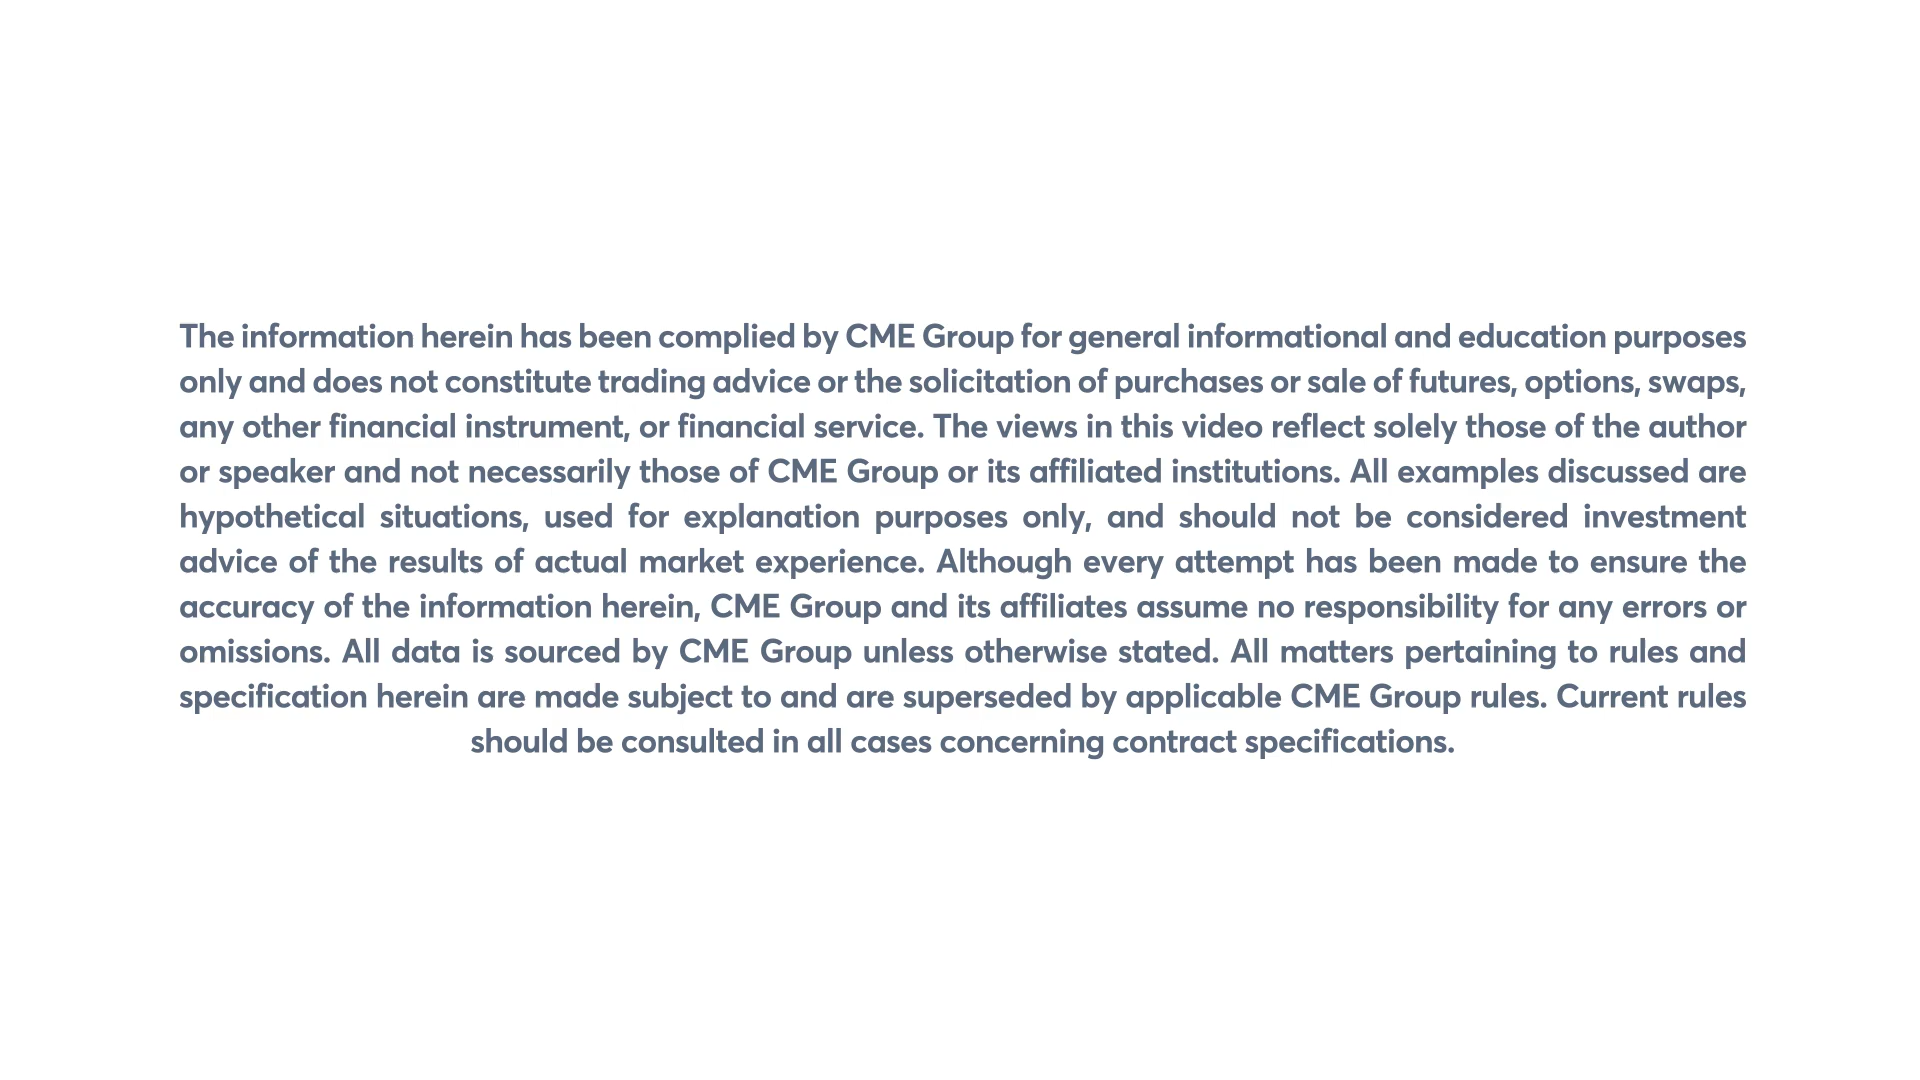 The information herein has been complied by CME Group for general informational and education purposes
only and does not constitute trading advice or the solicitation of purchases or sale of futures, options, swaps,
any other financial instrument, or financial service. The views in this video reflect solely those of the author
or speaker and not necessarily those of CME Group or its affiliated institutions. All examples discussed are
hypothetical situations, used for explanation purposes only, and should not be considered investment
advice of the results of actual market experience. Although every attempt has been made to ensure the
accuracy of the information herein, CME Group and its affiliates assume no responsibility for any errors or
omissions. All data is sourced by CME Group unless otherwise stated. All matters pertaining to rules and
specification herein are made subject to and are superseded by applicable CME Group rules. Current rules
should be consulted in all cases concerning contract specifications.